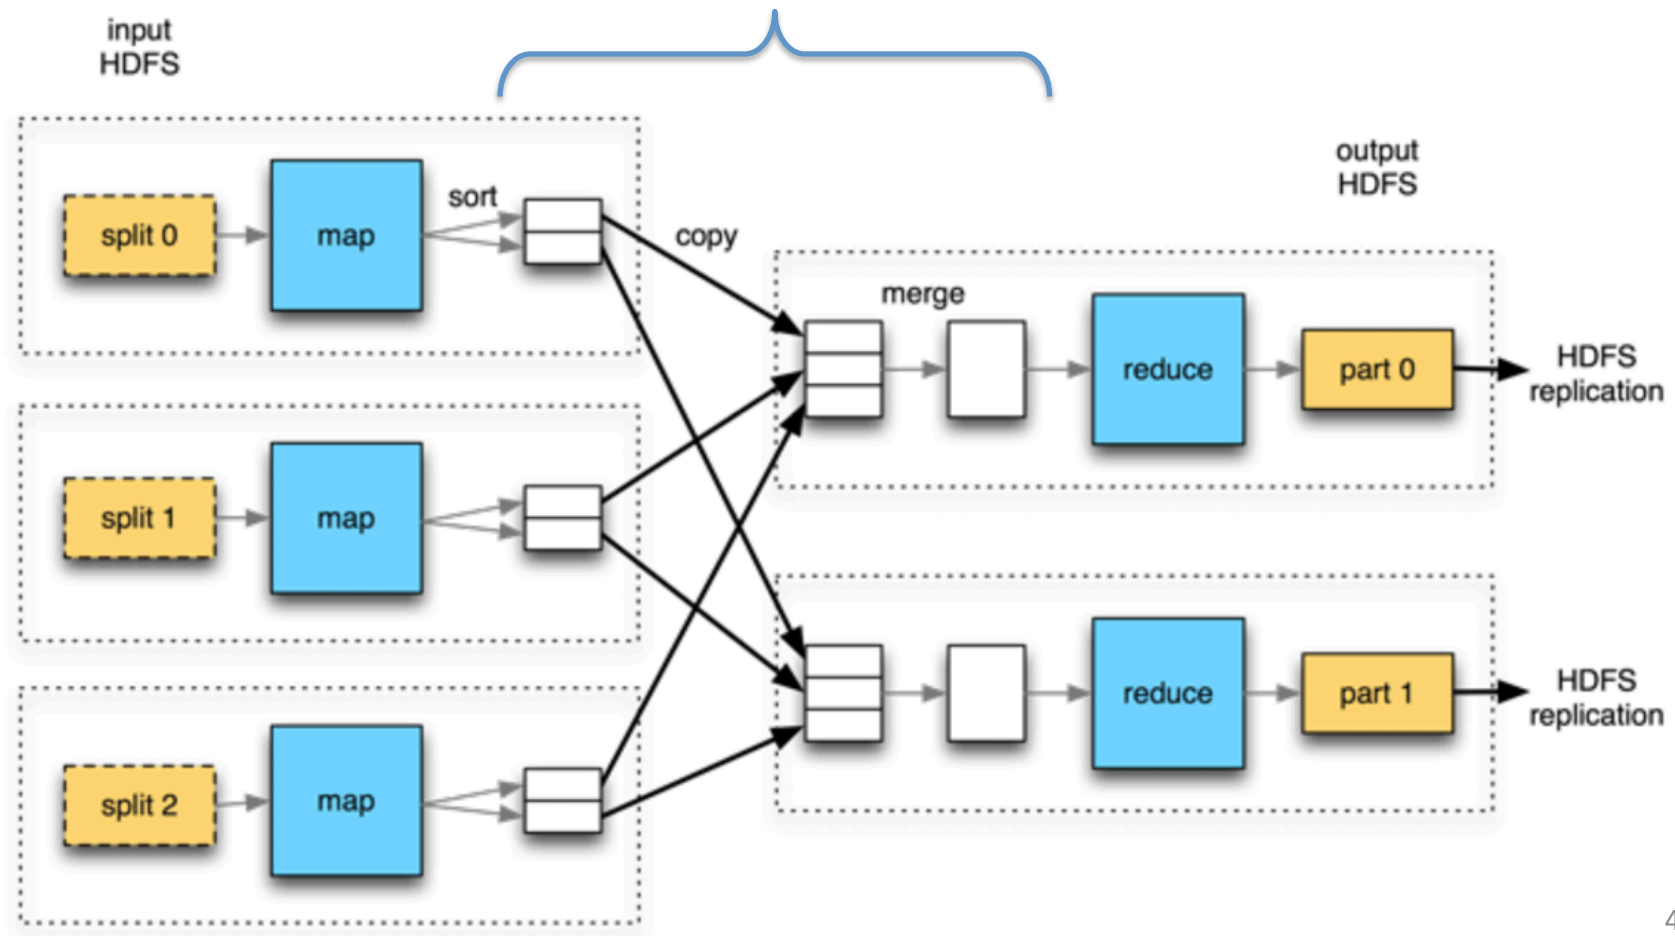 input
HDFS
output
HDFS
split 0
map
sort
copy
merge
reduce
part 0
HDFS
replication
split 1
map
reduce
part 1
HDFS
replication
split 2
map
4